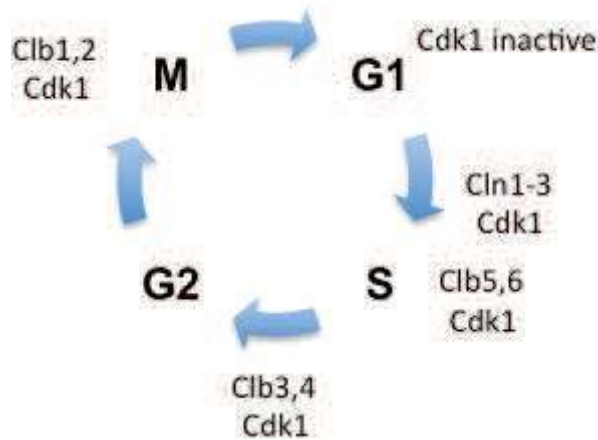 Clb1,2
Cdk1
M
G1
Cdk1 inactive
Cln1-3
Cdk1
G2
S
Clb5,6
Cdk1
Clb3,4
Cdk1